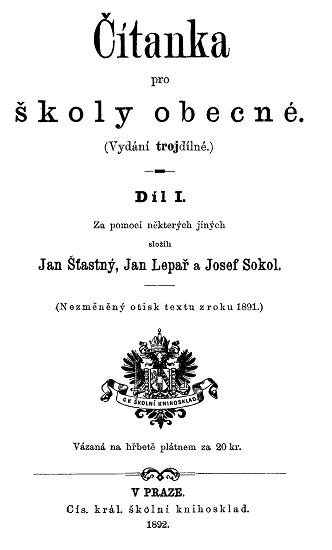 Čítanka
pro
školy obecné.
(Vydání trojdílné.)
Díl I.
Za pomocí některých jiných
složili
Jan Šťastný, Jan Lepař a Josef Sokol.
(Nezměněný otisk textu z roku 1891.)
C. K. ŠKOLNÍ KNIHOSKLAD
Vázaná na hřbetě plátnem za 20 kr.
V PRAZE.
Cís. král. školní knihosklad.
1892.